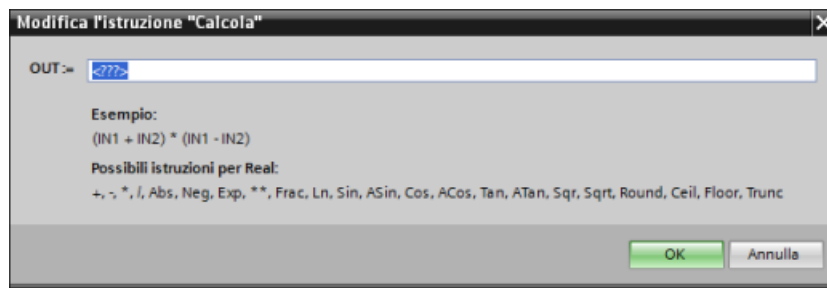 Modifica l'istruzione "Calcola"
OUT:= <???>
Esempio:
(IN1 + IN2) * (IN1 - IN2)
Possibili istruzioni per Real:
+, -, *, /, Abs, Neg, Exp, **, Frac, Ln, Sin, ASin, Cos, ACos, Tan, ATan, Sqr, Sqrt, Round, Ceil, Floor, Trunc
OK Annulla